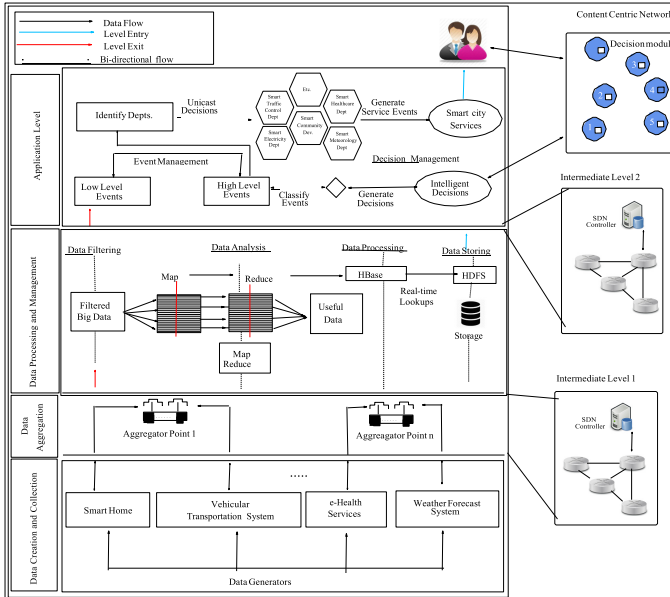 Data Flow
Level Entry
Level Exit
Bi-directional flow
Content Centric Network
Decision module
1
2
3
4
5
Application Level
Identify Depts.
Unicast
Decisions
Smart
Traffic
Control
Dept
Etc.
Smart
Healthcare
Dept
Smart
Community
Dev.
Smart
Electricity
Dept
Smart
Meteorology
Dept
Generate
Service Events
Smart city
Services
Event Management
Decision Management
Low Level
Events
High Level
Events
Classify
Events
Generate
Decisions
Intelligent
Decisions
Intermediate Level 2
SDN
Controller
Data Processing and Management
Data Filtering
Data Analysis
Data Processing
Data Storing
Map
Reduce
HBase
HDFS
Real-time
Lookups
Filtered
Big Data
Useful
Data
Storage
Map
Reduce
Intermediate Level 1
SDN
Controller
Data
Aggregation
Aggregator Point 1
Aggreagator Point n
Data Creation and Collection
.....
Smart Home
Vehicular
Transportation System
e-Health
Services
Weather Forecast
System
Data Generators